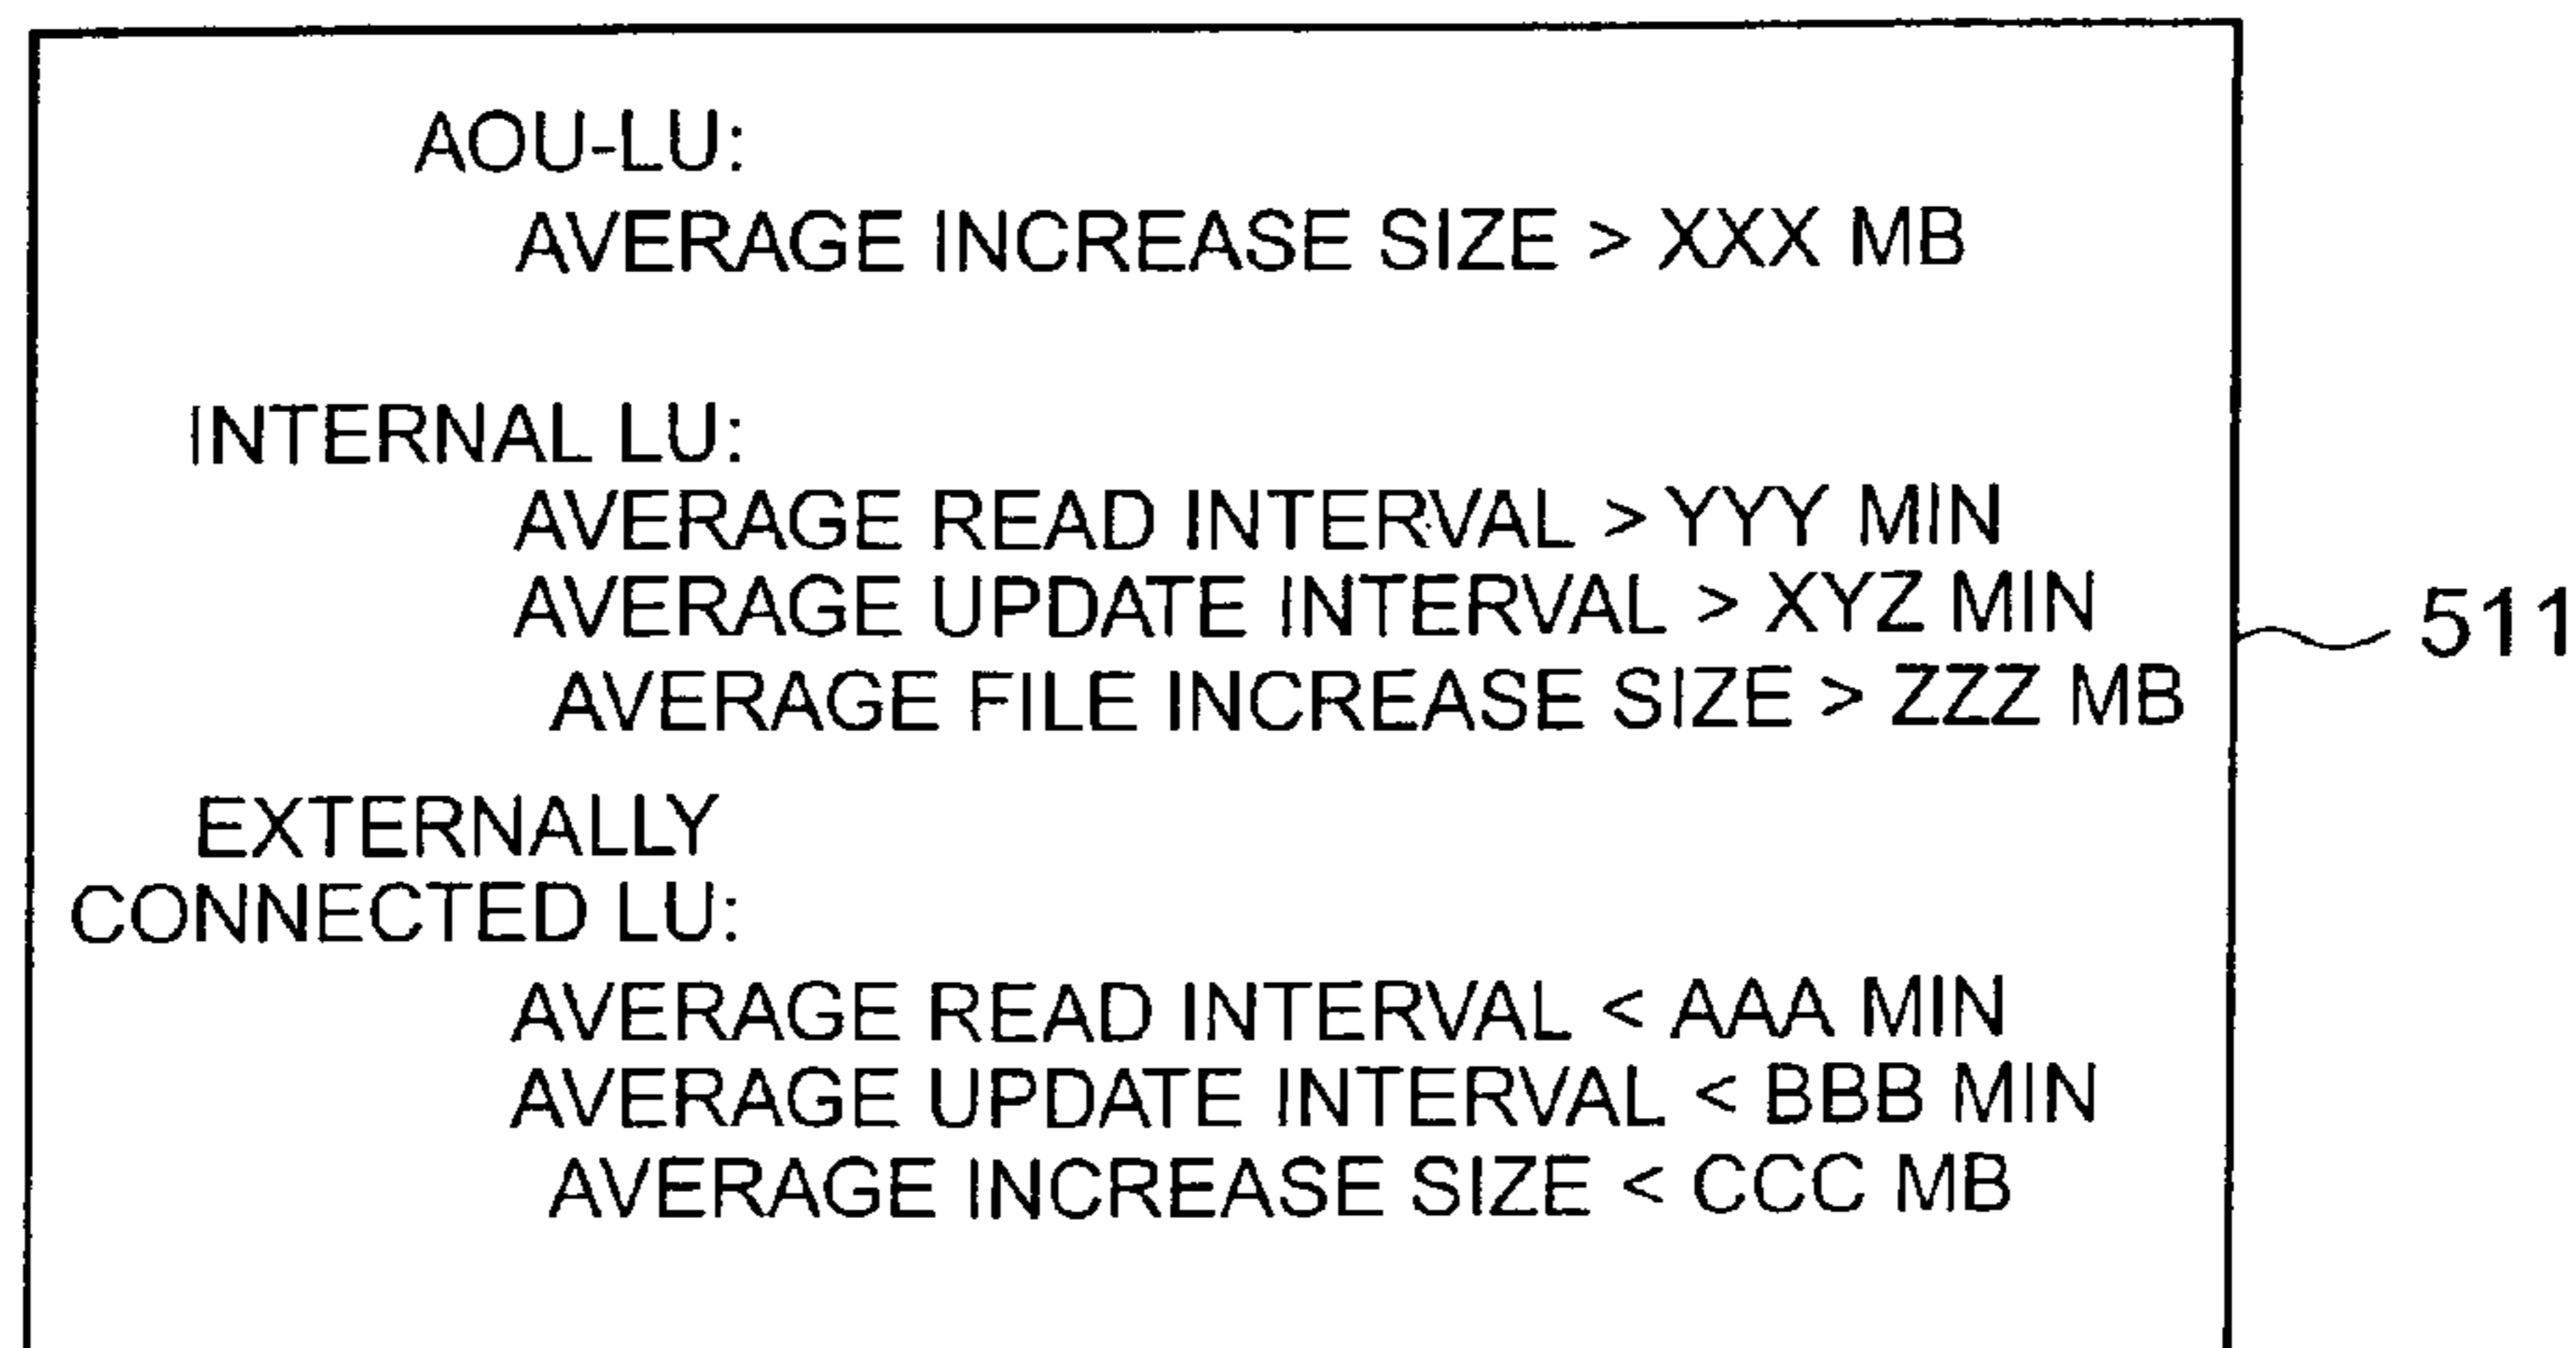 AOU-LU:
AVERAGE INCREASE SIZE > XXX MB
INTERNAL LU:
AVERAGE READ INTERVAL > YYY MIN
AVERAGE UPDATE INTERVAL > XYZ MIN
AVERAGE FILE INCREASE SIZE > ZZZ MB
511
EXTERNALLY
CONNECTED LU:
AVERAGE READ INTERVAL < AAA MIN
AVERAGE UPDATE INTERVAL < BBB MIN
AVERAGE INCREASE SIZE < CCC MB